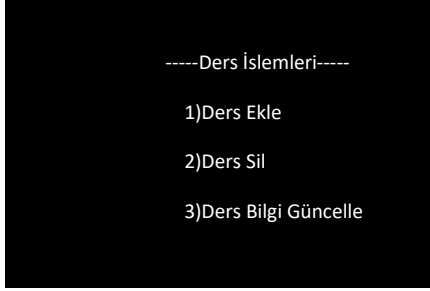 -----Ders İslemleri-----
1)Ders Ekle
2)Ders Sil
3)Ders Bilgi Güncelle